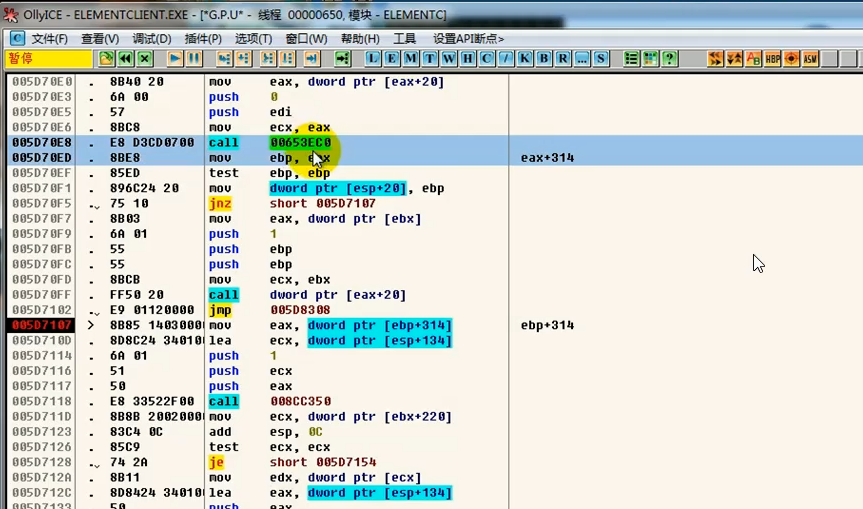 OllyICE - ELEMENTCLIENT.EXE - [*G.P.U* - 线程 00000650, 模块 - ELEMENTC]
C 文件(F) 查看(V) 调试(D) 插件(P) 选项(T) 窗口(W) 帮助(H) 工具 设置API断点>
暂停 L E M T W H C / K B R ... S HBP ASM
005D70E0 . 8B40 20 mov eax, dword ptr [eax+20]
005D70E3 . 6A 00 push 0
005D70E5 . 57 push edi
005D70E6 . 8BC8 mov ecx, eax
005D70E8 . E8 D3CD0700 call 00653EC0
005D70ED . 8BE8 mov ebp, eax eax+314
005D70EF . 85ED test ebp, ebp
005D70F1 . 896C24 20 mov dword ptr [esp+20], ebp
005D70F5 . 75 10 jnz short 005D7107
005D70F7 . 8B03 mov eax, dword ptr [ebx]
005D70F9 . 6A 01 push 1
005D70FB . 55 push ebp
005D70FC . 55 push ebp
005D70FD . 8BCB mov ecx, ebx
005D70FF . FF50 20 call dword ptr [eax+20]
005D7102 . E9 01120000 jmp 005D8308
005D7107 > 8B85 1403000 mov eax, dword ptr [ebp+314] ebp+314
005D710D . 8D8C24 34010 lea ecx, dword ptr [esp+134]
005D7114 . 6A 01 push 1
005D7116 . 51 push ecx
005D7117 . 50 push eax
005D7118 . E8 33522F00 call 008CC350
005D711D . 8B8B 2002000 mov ecx, dword ptr [ebx+220]
005D7123 . 83C4 0C add esp, 0C
005D7126 . 85C9 test ecx, ecx
005D7128 . 74 2A je short 005D7154
005D712A . 8B11 mov edx, dword ptr [ecx]
005D712C . 8D8424 34010 lea eax, dword ptr [esp+134]
005D7133 . 50 push eax